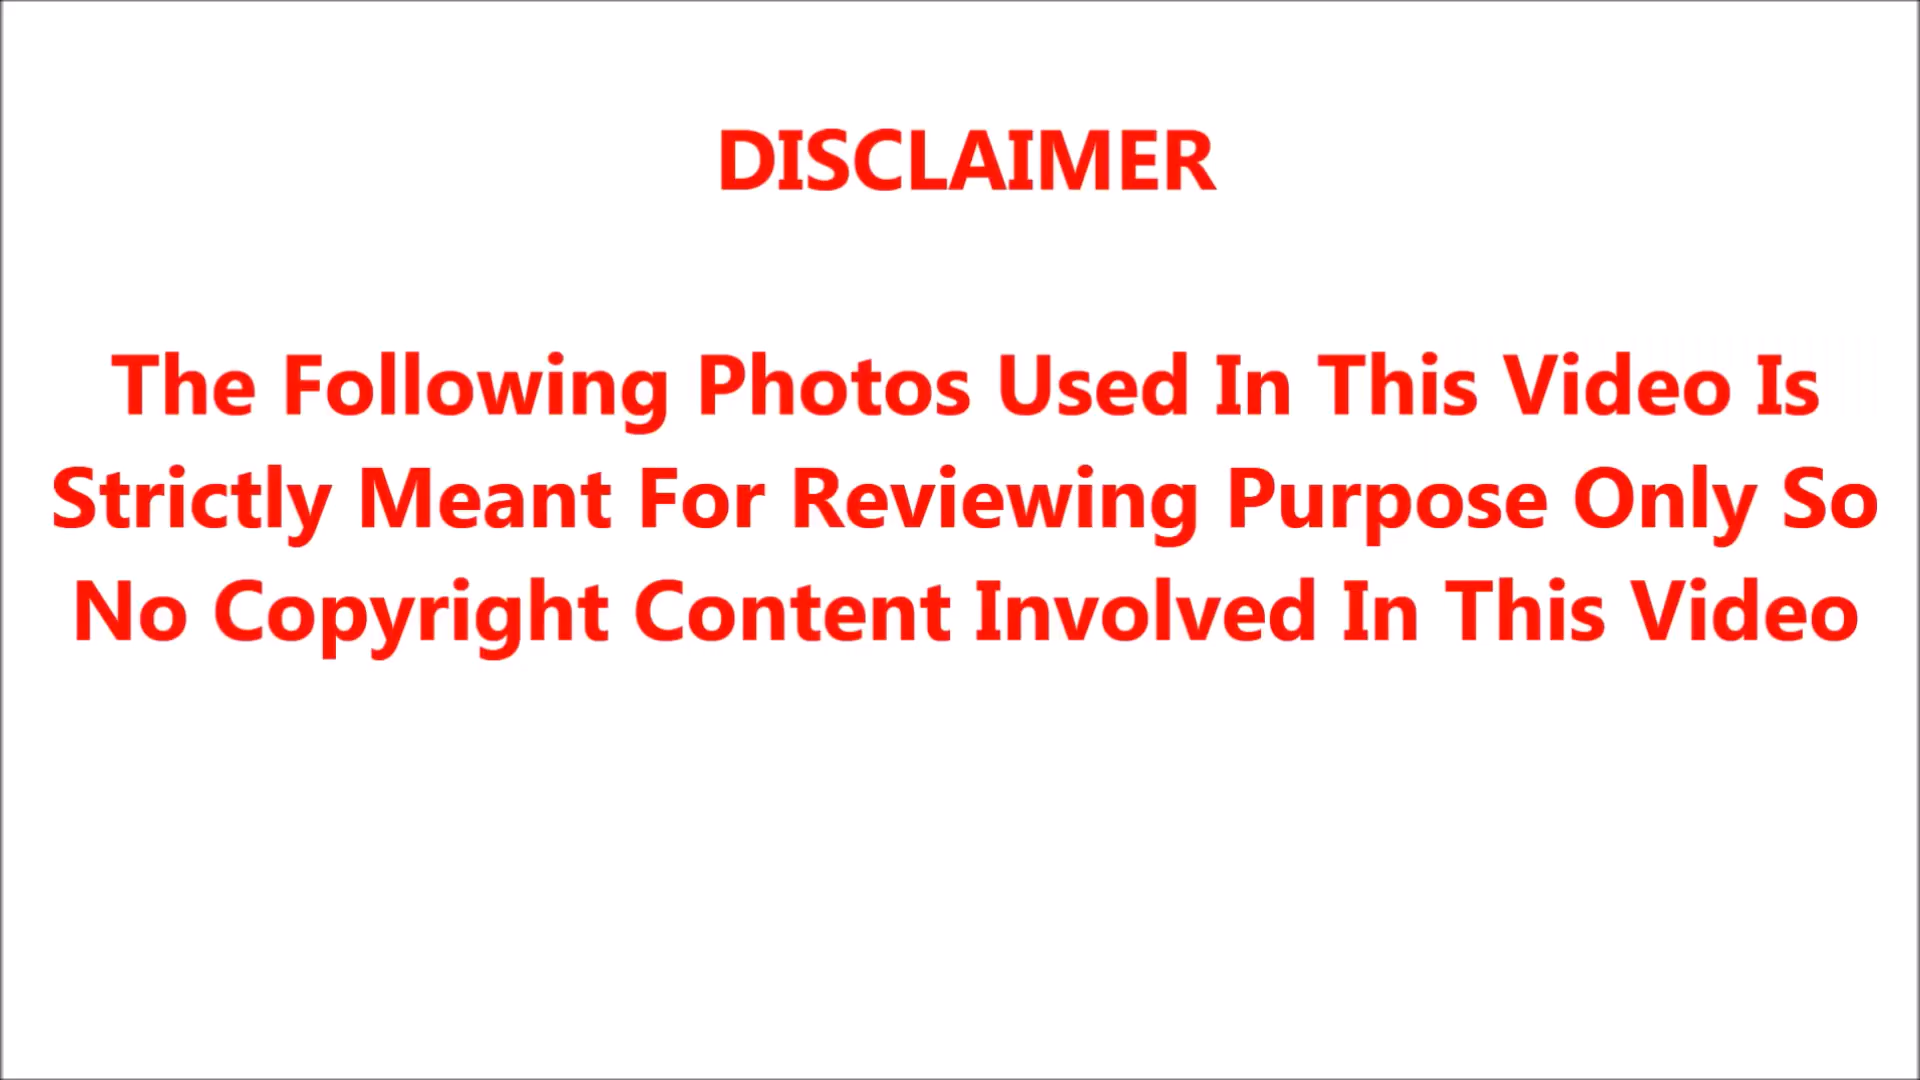 DISCLAIMER
The Following Photos Used In This Video Is
Strictly Meant For Reviewing Purpose Only So
No Copyright Content Involved In This Video